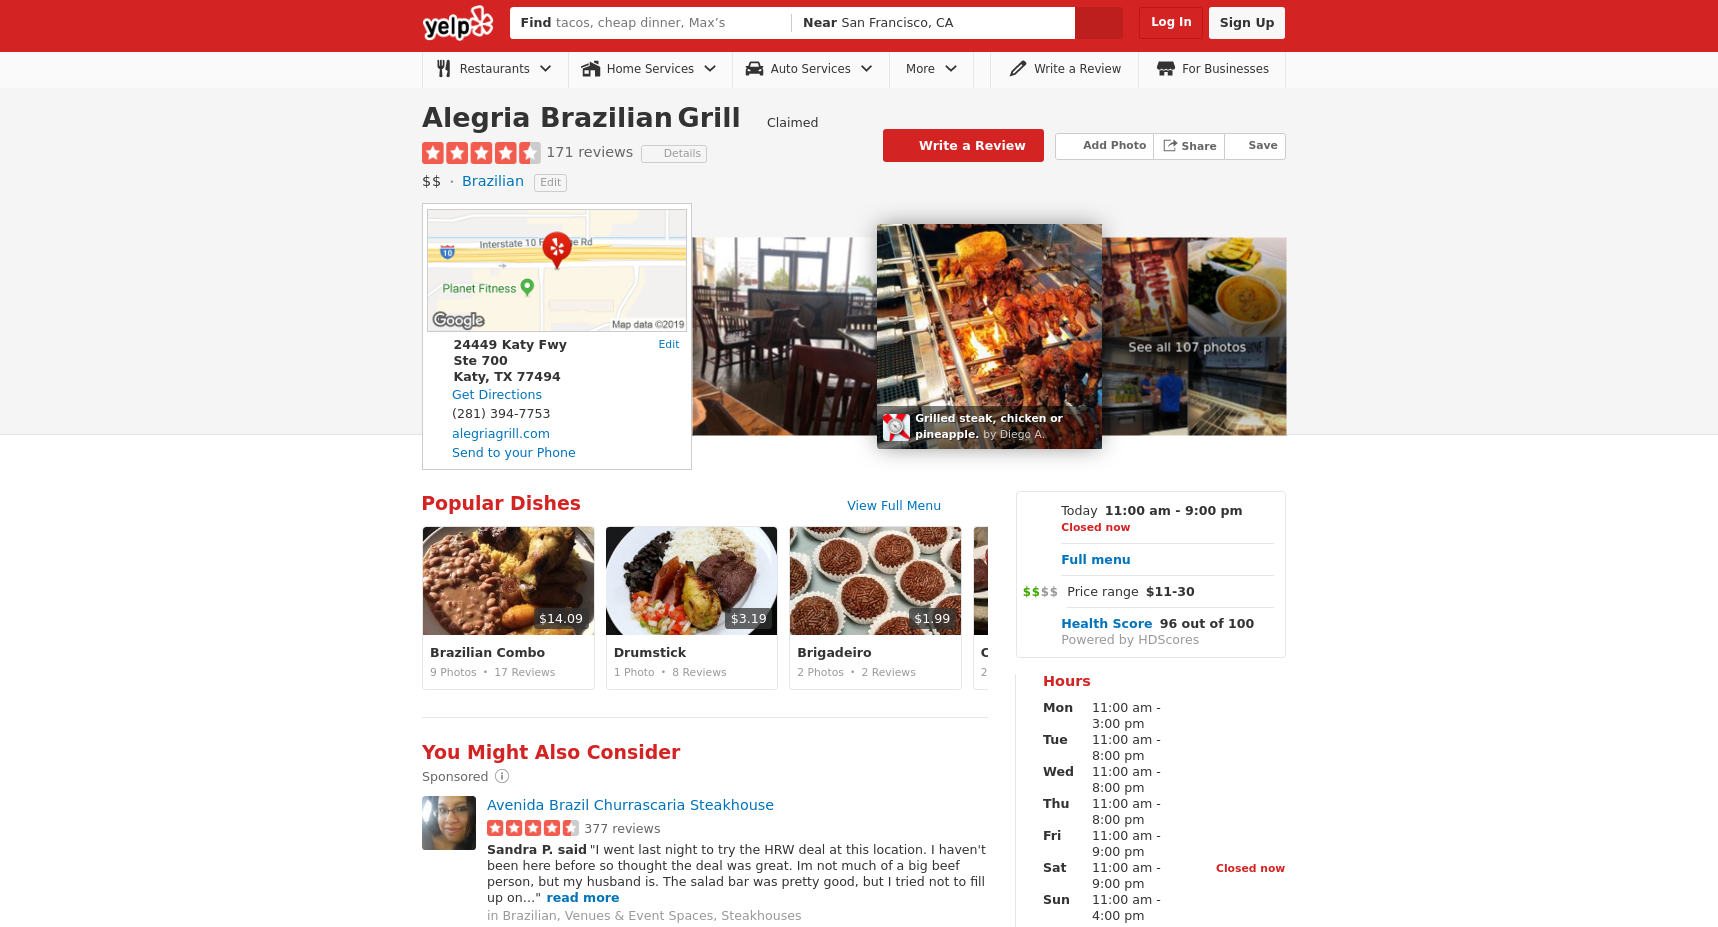 yelp
Find tacos, cheap dinner, Max's
Near San Francisco, CA
Log In
Sign Up
Restaurants
Home Services
Auto Services
More
Write a Review
For Businesses
Alegria Brazilian Grill
Claimed
171 reviews
Details
$$ · Brazilian
Edit
Write a Review
Add Photo
Share
Save
Interstate 10 F
e Rd
10
Planet Fitness
Google
Map data ©2019
24449 Katy Fwy
Ste 700
Katy, TX 77494
Edit
Get Directions
(281) 394-7753
alegriagrill.com
Send to your Phone
Grilled steak, chicken or
pineapple. by Diego A.
See all 107 photos
Popular Dishes
View Full Menu
$14.09
Brazilian Combo
9 Photos • 17 Reviews
$3.19
Drumstick
1 Photo • 8 Reviews
$1.99
Brigadeiro
2 Photos • 2 Reviews
C
2
You Might Also Consider
Sponsored
Avenida Brazil Churrascaria Steakhouse
377 reviews
Sandra P. said "I went last night to try the HRW deal at this location. I haven't
been here before so thought the deal was great. Im not much of a big beef
person, but my husband is. The salad bar was pretty good, but I tried not to fill
up on…" read more
in Brazilian, Venues & Event Spaces, Steakhouses
Today 11:00 am - 9:00 pm
Closed now
Full menu
$$$$ Price range $11-30
Health Score 96 out of 100
Powered by HDScores
Hours
Mon 11:00 am -
3:00 pm
Tue 11:00 am -
8:00 pm
Wed 11:00 am -
8:00 pm
Thu 11:00 am -
8:00 pm
Fri 11:00 am -
9:00 pm
Sat 11:00 am - Closed now
9:00 pm
Sun 11:00 am -
4:00 pm